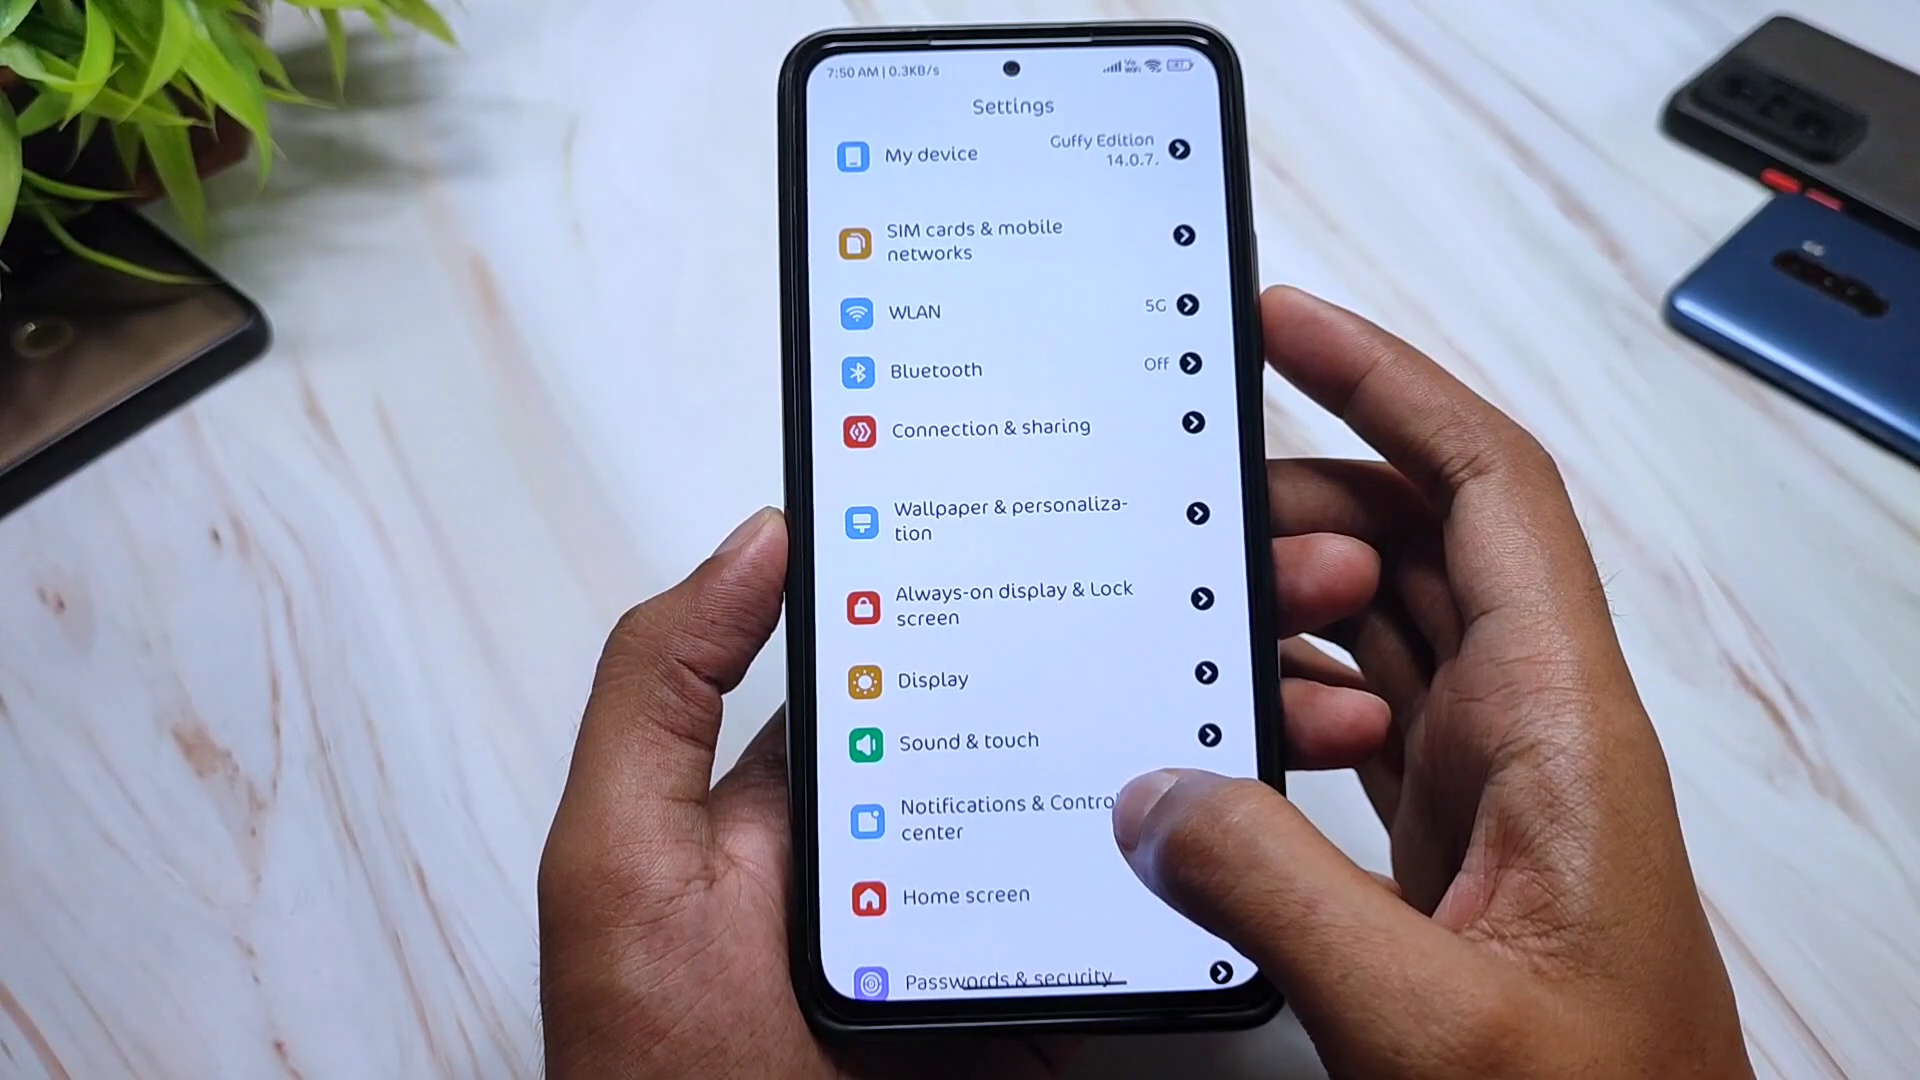 7:50 AM | 0.3KB/s
Settings
My device
Guffy Edition
14.0.7.
SIM cards & mobile
networks
WLAN
5G
Bluetooth
Off
Connection & sharing
Wallpaper & personaliza-
tion
Always-on display & Lock
screen
Display
Sound & touch
Notifications & Control
center
Home screen
Passwords & security